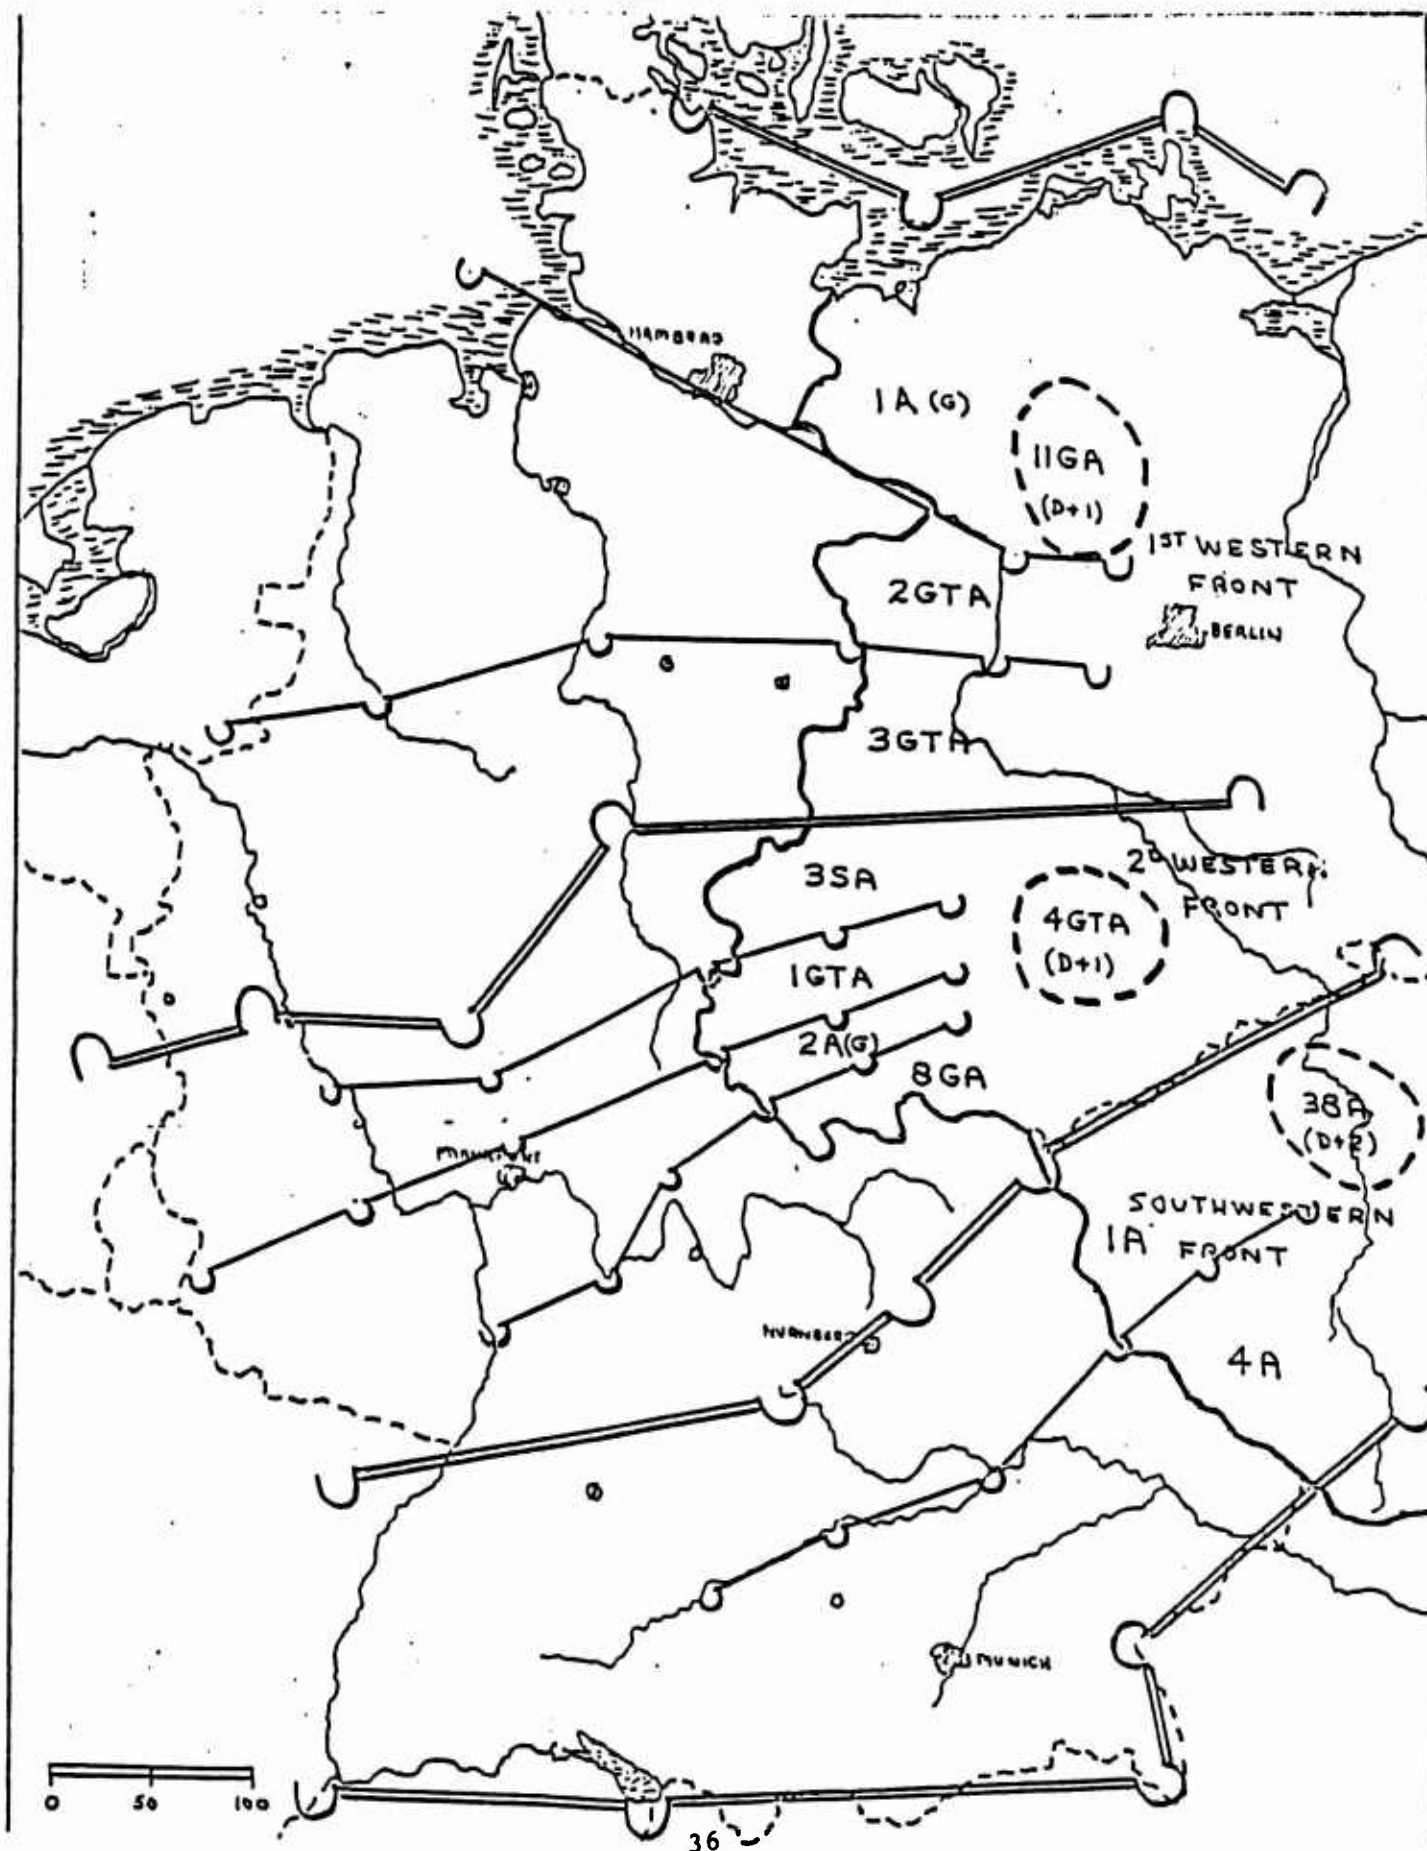 HAMBURG
1A (G)
11GA
(D+1)
1ST WESTERN
FRONT
2GTA
BERLIN
3GTA
2D WESTERN
FRONT
3SA
4GTA
(D+1)
1GTA
2A(G)
8GA
38A
(D+2)
SOUTHWESTERN
FRONT
1A
NURNBERG
4A
MUNICH
0 50 100
36